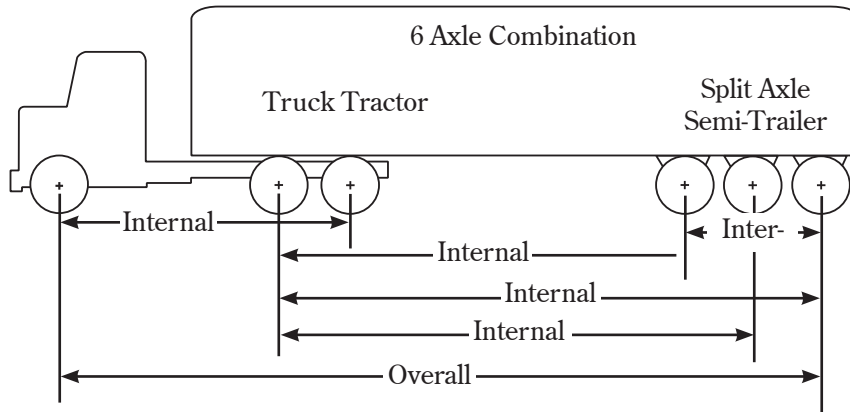 6 Axle Combination
Truck Tractor
Split Axle
Semi-Trailer
Internal
Inter-
Internal
Internal
Internal
Overall